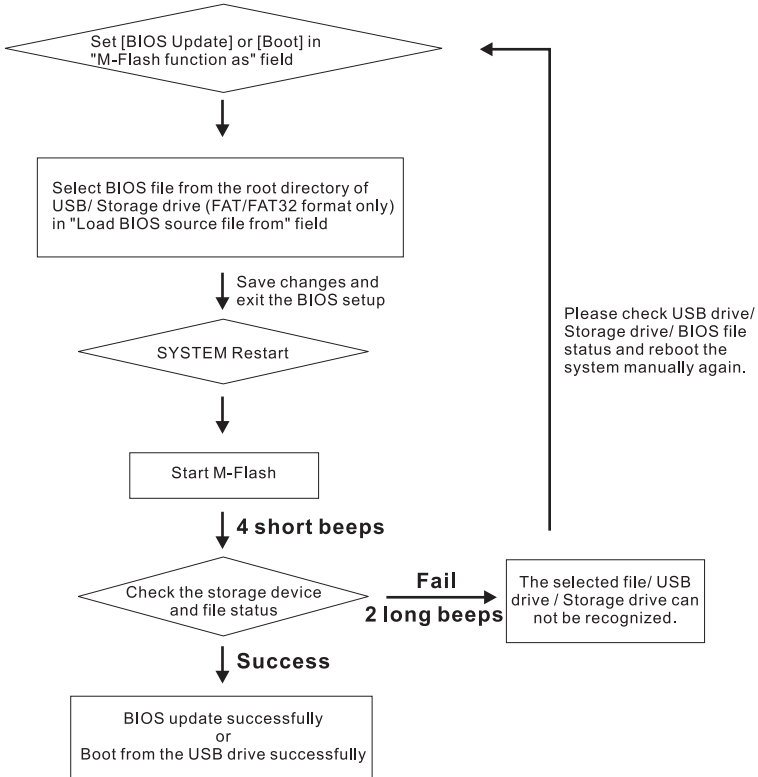 Set [BIOS Update] or [Boot] in
"M-Flash function as" field
Select BIOS file from the root directory of
USB/ Storage drive (FAT/FAT32 format only)
in "Load BIOS source file from" field
Save changes and
exit the BIOS setup
SYSTEM Restart
Start M-Flash
4 short beeps
Check the storage device
and file status
Fail
2 long beeps
The selected file/ USB
drive / Storage drive can
not be recognized.
Please check USB drive/
Storage drive/ BIOS file
status and reboot the
system manually again.
Success
BIOS update successfully
or
Boot from the USB drive successfully